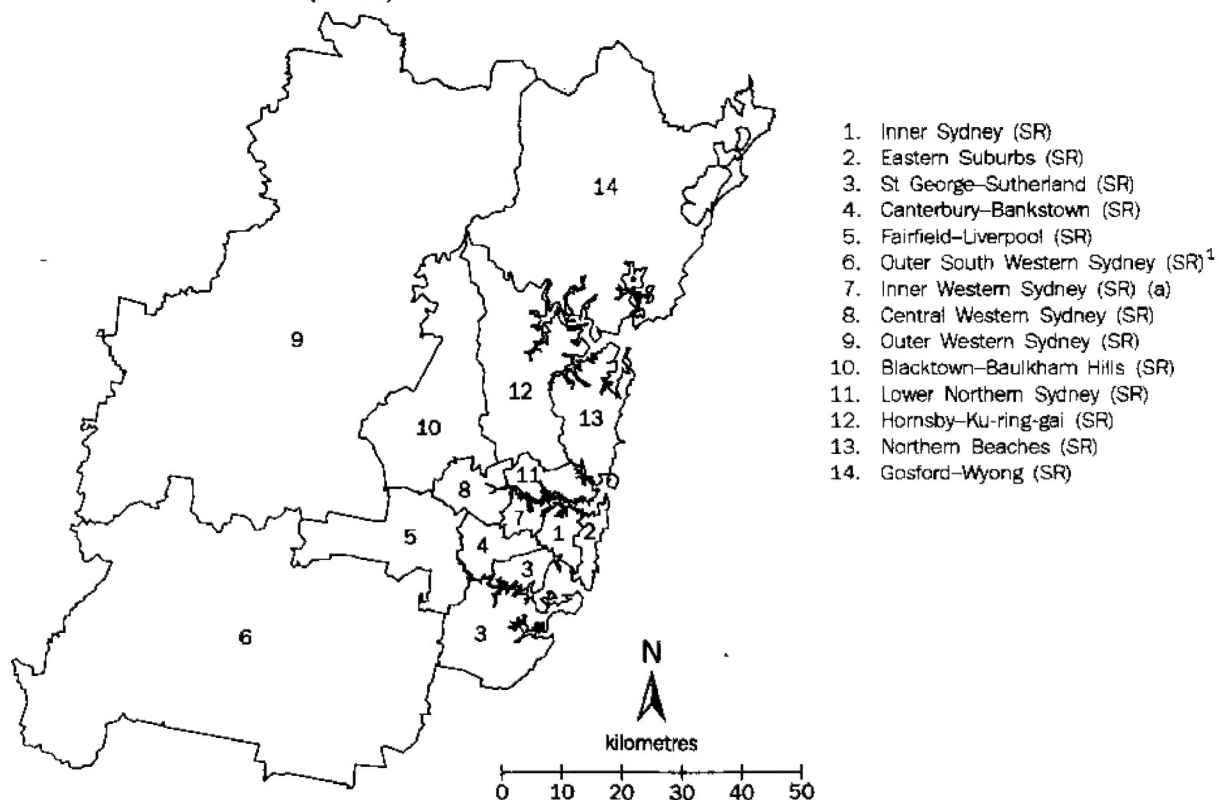 14
9
12
13
10
11
8
7
1
2
5
4
3
3
6
1. Inner Sydney (SR)
2. Eastern Suburbs (SR)
3. St George–Sutherland (SR)
4. Canterbury–Bankstown (SR)
5. Fairfield–Liverpool (SR)
6. Outer South Western Sydney (SR)¹
7. Inner Western Sydney (SR) (a)
8. Central Western Sydney (SR)
9. Outer Western Sydney (SR)
10. Blacktown–Baulkham Hills (SR)
11. Lower Northern Sydney (SR)
12. Hornsby–Ku-ring-gai (SR)
13. Northern Beaches (SR)
14. Gosford–Wyong (SR)
N
kilometres
0 10 20 30 40 50